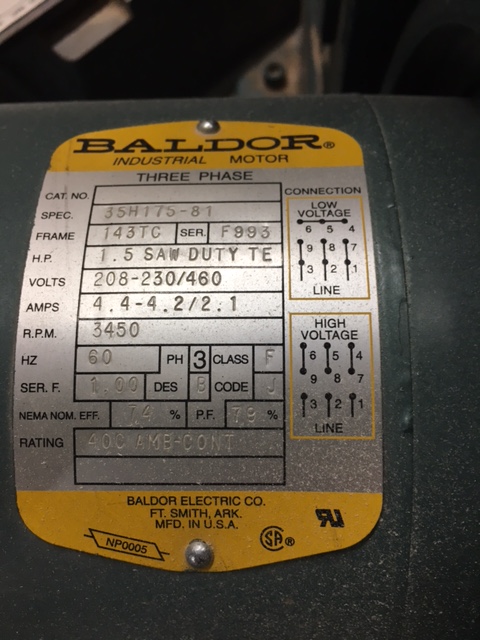 BALDOR®
INDUSTRIAL MOTOR
THREE PHASE
CAT. NO.
SPEC. 35H175-81
FRAME 143TC SER. F993
H.P. 1.5 SAW DUTY TE
VOLTS 208-230/460
AMPS 4.4-4.2/2.1
R.P.M. 3450
HZ 60 PH 3 CLASS F
SER. F. 1.00 DES B CODE J
NEMA NOM. EFF. 74 % P.F. 79 %
RATING 40C AMB-CONT
CONNECTION
LOW
VOLTAGE
6 5 4
9 8 7
3 2 1
LINE
HIGH
VOLTAGE
6 5 4
9 8 7
3 2 1
LINE
BALDOR ELECTRIC CO.
FT. SMITH, ARK.
MFD. IN U.S.A.
NP0005
SA®